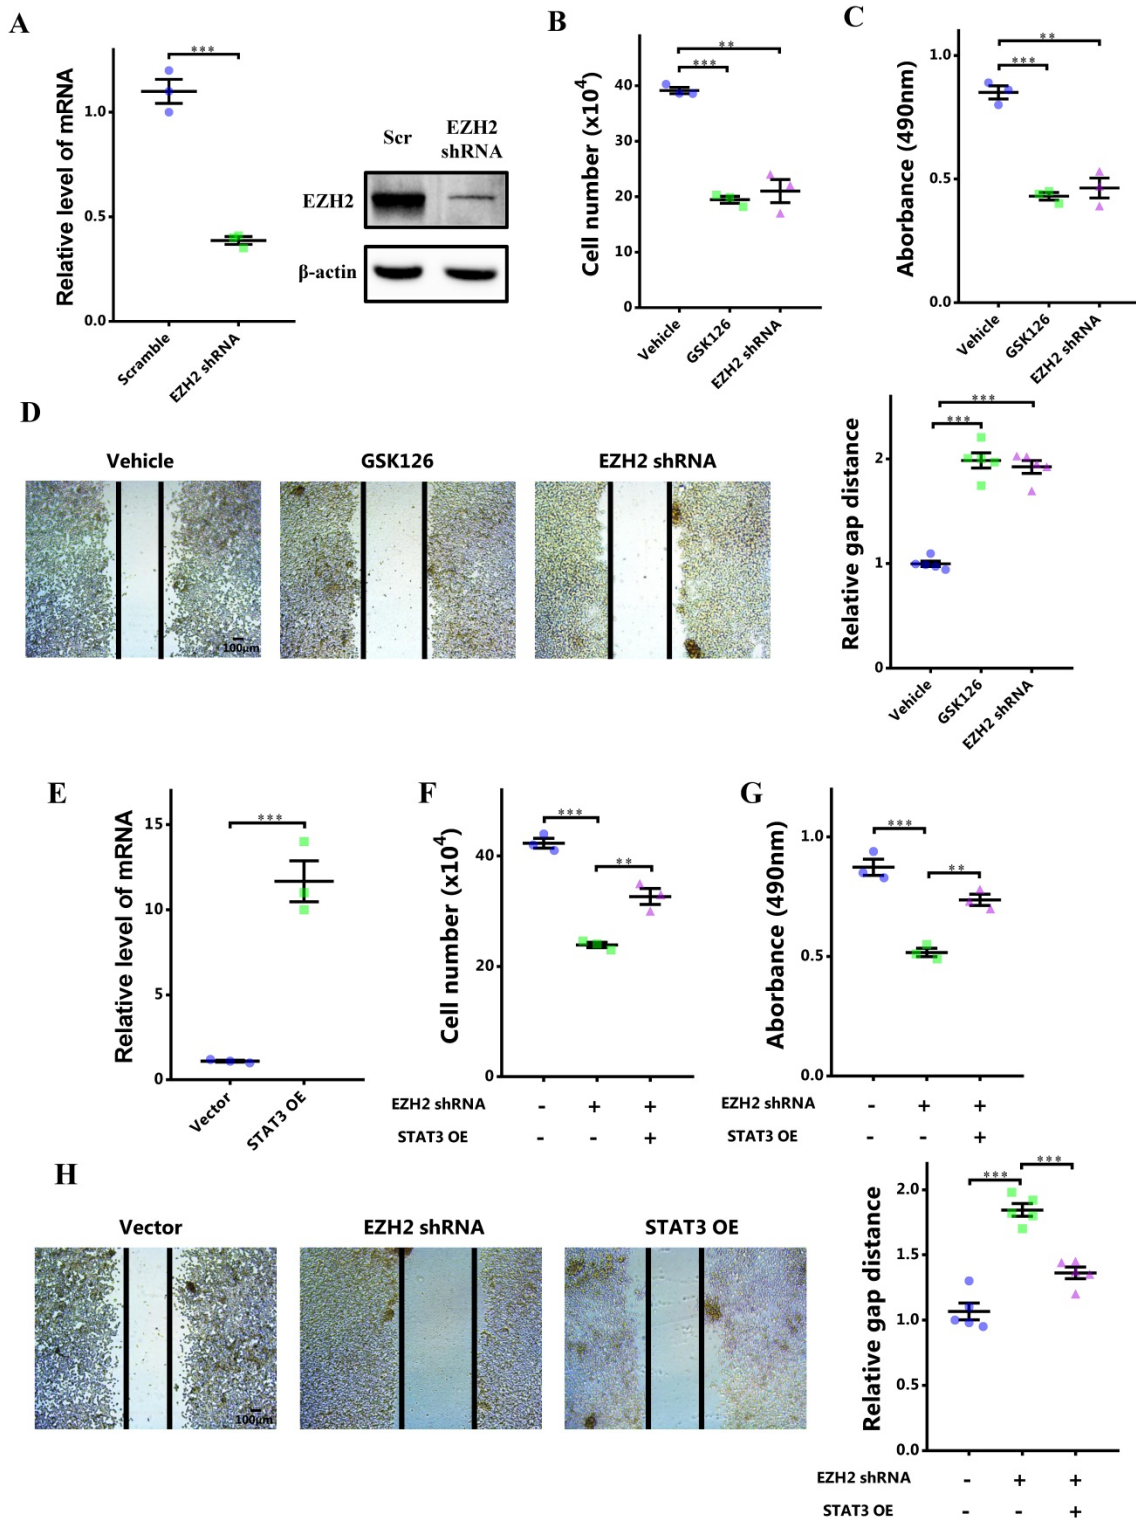 A
Relative level of mRNA
1.0
0.5
0.0
***
Scramble
EZH2 shRNA
Scr
EZH2
shRNA
EZH2
β-actin
B
Cell number (x10⁴)
40
30
20
10
0
**
***
Vehicle
GSK126
EZH2 shRNA
C
Aborbance (490nm)
1.0
0.5
0.0
**
***
Vehicle
GSK126
EZH2 shRNA
D
Vehicle
GSK126
EZH2 shRNA
100μm
Relative gap distance
2
1
0
***
***
Vehicle
GSK126
EZH2 shRNA
E
Relative level of mRNA
15
10
5
0
***
Vector
STAT3 OE
F
Cell number (x10⁴)
40
20
0
***
**
EZH2 shRNA - + +
STAT3 OE - - +
G
Aborbance (490nm)
1.0
0.5
0.0
***
**
EZH2 shRNA - + +
STAT3 OE - - +
H
Vector
EZH2 shRNA
STAT3 OE
100μm
Relative gap distance
2.0
1.5
1.0
0.5
0.0
***
***
EZH2 shRNA - + +
STAT3 OE - - +